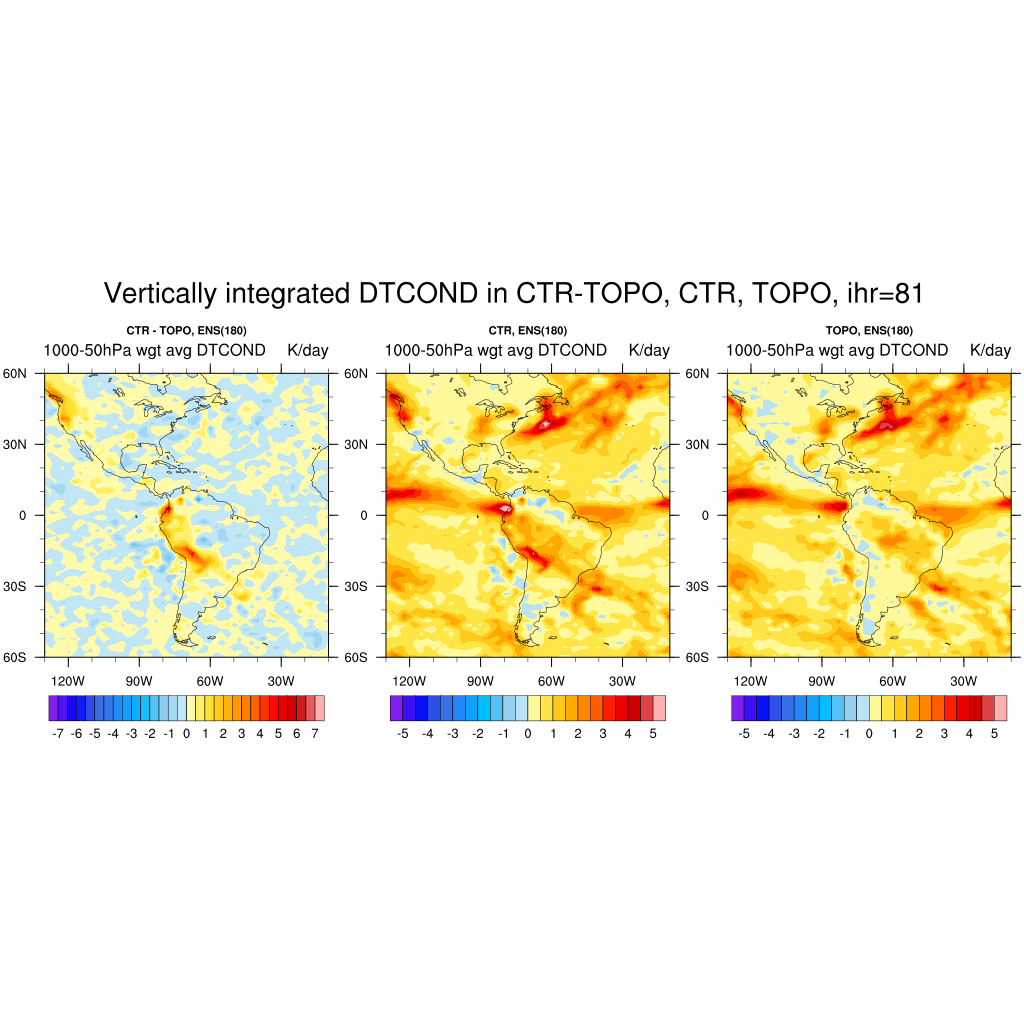 Vertically integrated DTCOND in CTR-TOPO, CTR, TOPO, ihr=81
CTR - TOPO, ENS(180)
1000-50hPa wgt avg DTCOND K/day
60N
30N
0
30S
60S
120W 90W 60W 30W
-7 -6 -5 -4 -3 -2 -1 0 1 2 3 4 5 6 7
CTR, ENS(180)
1000-50hPa wgt avg DTCOND K/day
60N
30N
0
30S
60S
120W 90W 60W 30W
-5 -4 -3 -2 -1 0 1 2 3 4 5
TOPO, ENS(180)
1000-50hPa wgt avg DTCOND K/day
60N
30N
0
30S
60S
120W 90W 60W 30W
-5 -4 -3 -2 -1 0 1 2 3 4 5